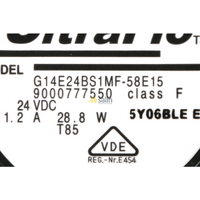 DEL G14E24BS1MF-58E15
9000777550 class F
24 VDC
1.2 A 28.8 W 5Y06BLE E
T85
VDE
REG.-Nr.E454